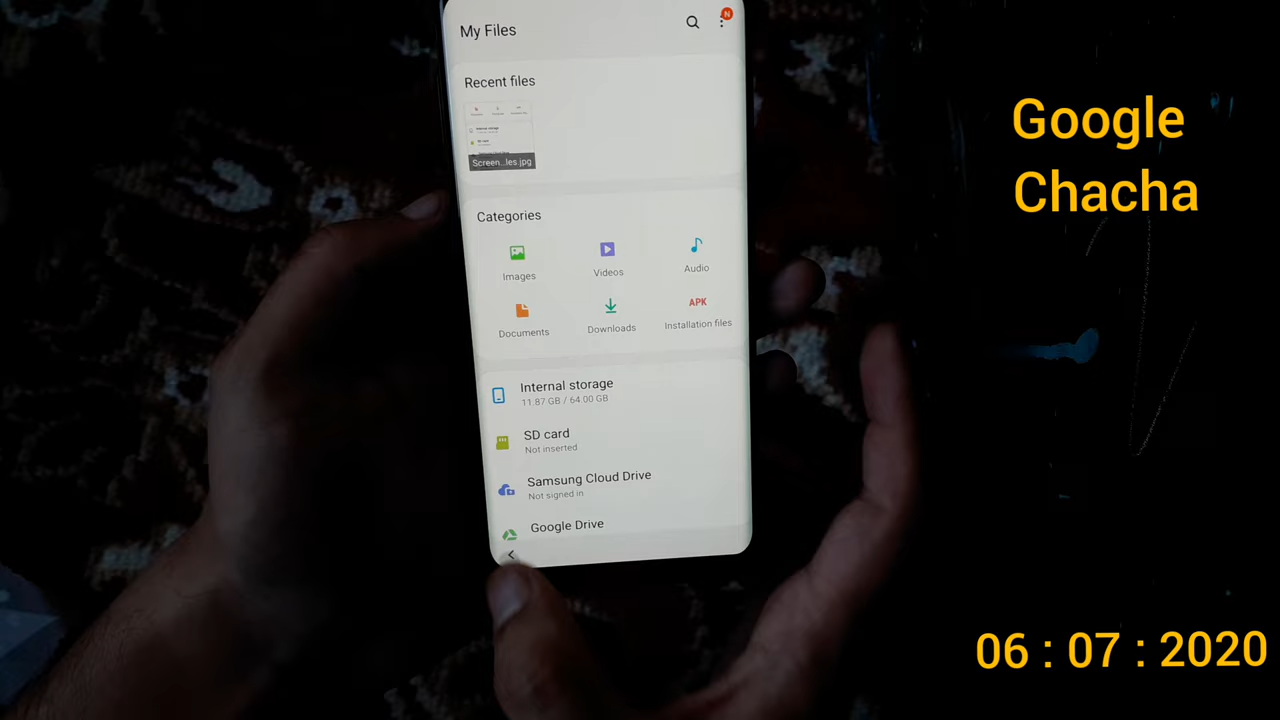 My Files
N
Recent files
Screen...les.jpg
Categories
Images
Videos
Audio
Documents
Downloads
APK
Installation files
Internal storage
11.87 GB / 64.00 GB
SD card
Not inserted
Samsung Cloud Drive
Not signed in
Google Drive
Google
Chacha
06 : 07 : 2020